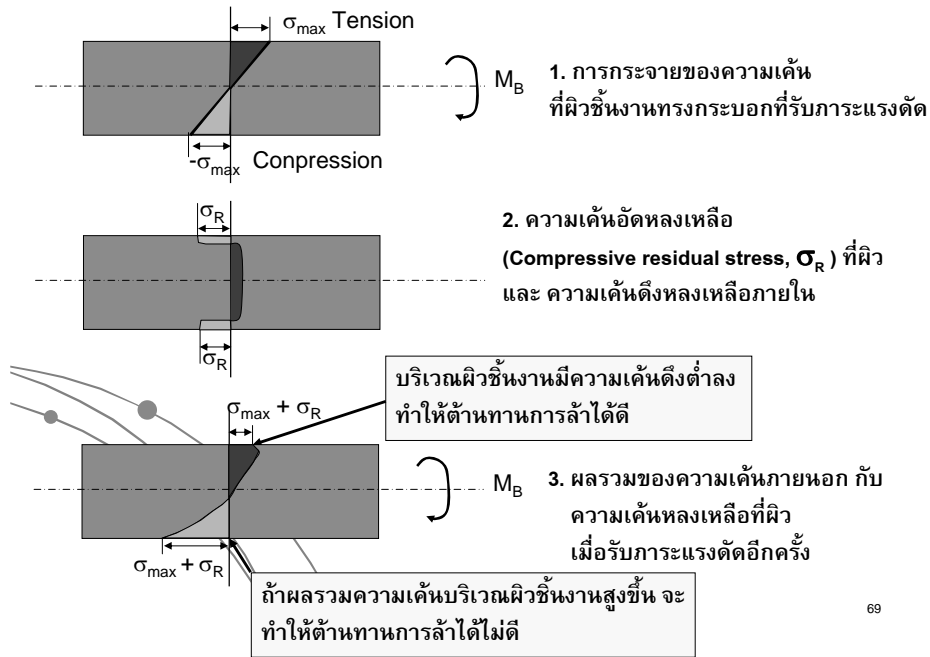 σmax Tension
MB
1. การกระจายของความเค้น
ที่ผิวชิ้นงานทรงกระบอกที่รับภาระแรงดัด
-σmax Conpression
σR
2. ความเค้นอัดหลงเหลือ
(Compressive residual stress, σR ) ที่ผิว
และ ความเค้นดึงหลงเหลือภายใน
σR
บริเวณผิวชิ้นงานมีความเค้นดึงต่ำลง
ทำให้ต้านทานการล้าได้ดี
σmax + σR
MB
3. ผลรวมของความเค้นภายนอก กับ
ความเค้นหลงเหลือที่ผิว
เมื่อรับภาระแรงดัดอีกครั้ง
σmax + σR
ถ้าผลรวมความเค้นบริเวณผิวชิ้นงานสูงขึ้น จะ
ทำให้ต้านทานการล้าได้ไม่ดี
69